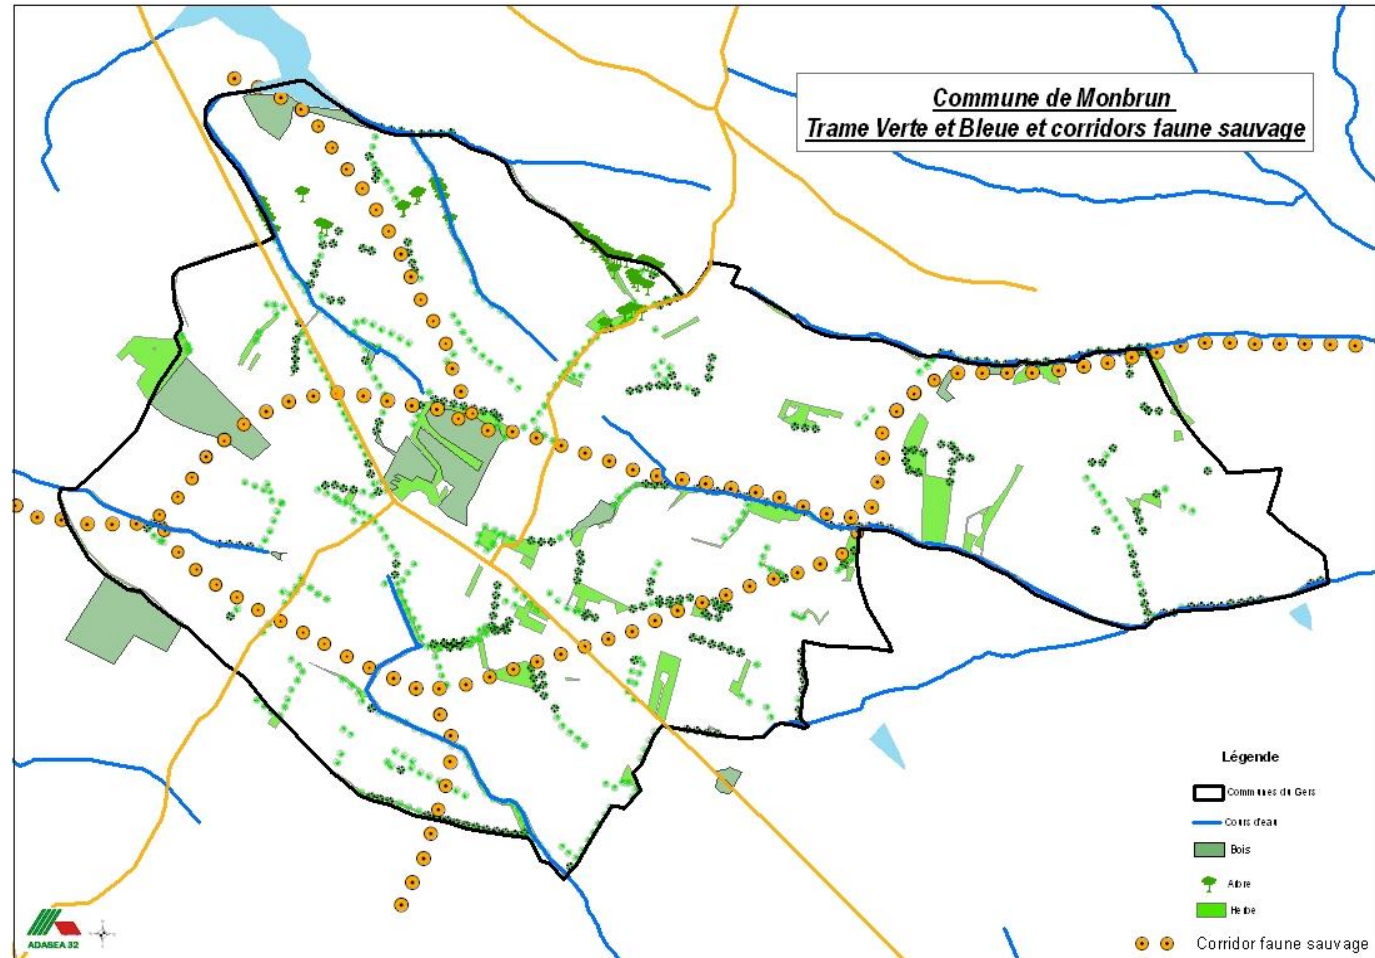 Commune de Monbrun
Trame Verte et Bleue et corridors faune sauvage
Légende
Communes du Gers
Cours d'eau
Bois
Arbre
Herbe
Corridor faune sauvage
ADASEA 32